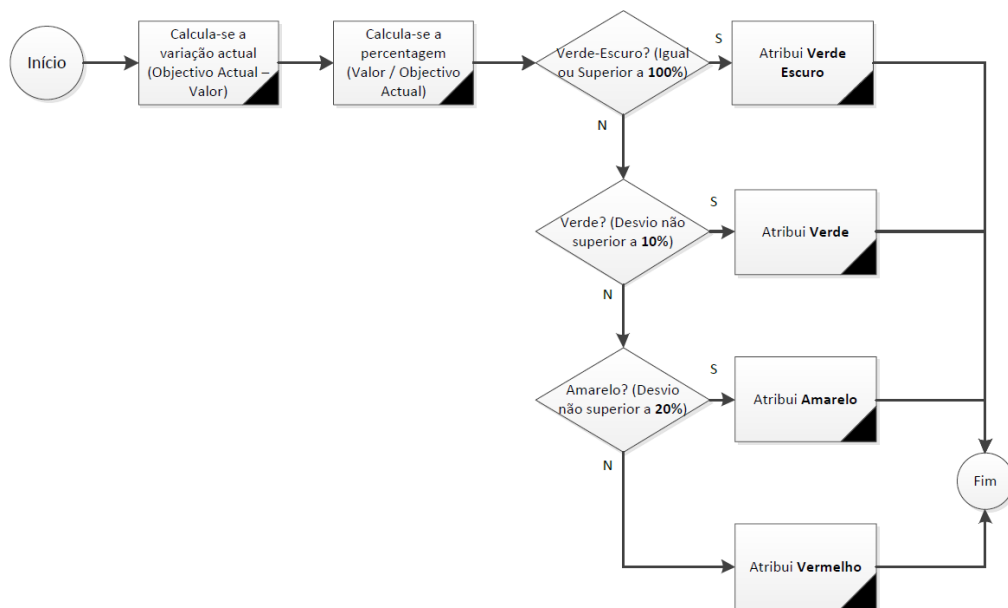 Início
Calcula-se a
variação actual
(Objectivo Actual –
Valor)
Calcula-se a
percentagem
(Valor / Objectivo
Actual)
Verde-Escuro? (Igual
ou Superior a 100%)
S
Atribui Verde
Escuro
N
Verde? (Desvio não
superior a 10%)
S
Atribui Verde
N
Amarelo? (Desvio
não superior a 20%)
S
Atribui Amarelo
N
Fim
Atribui Vermelho